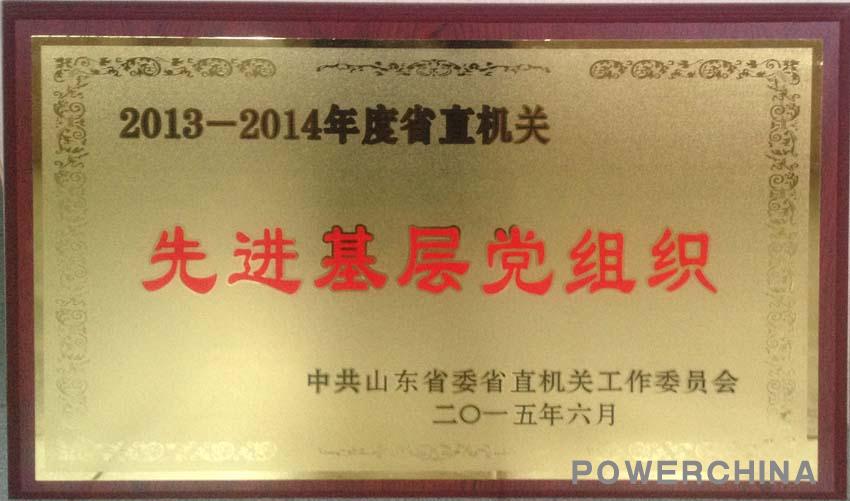 2013－2014年度省直机关
先进基层党组织
中共山东省委省直机关工作委员会
二〇一五年六月
POWERCHINA